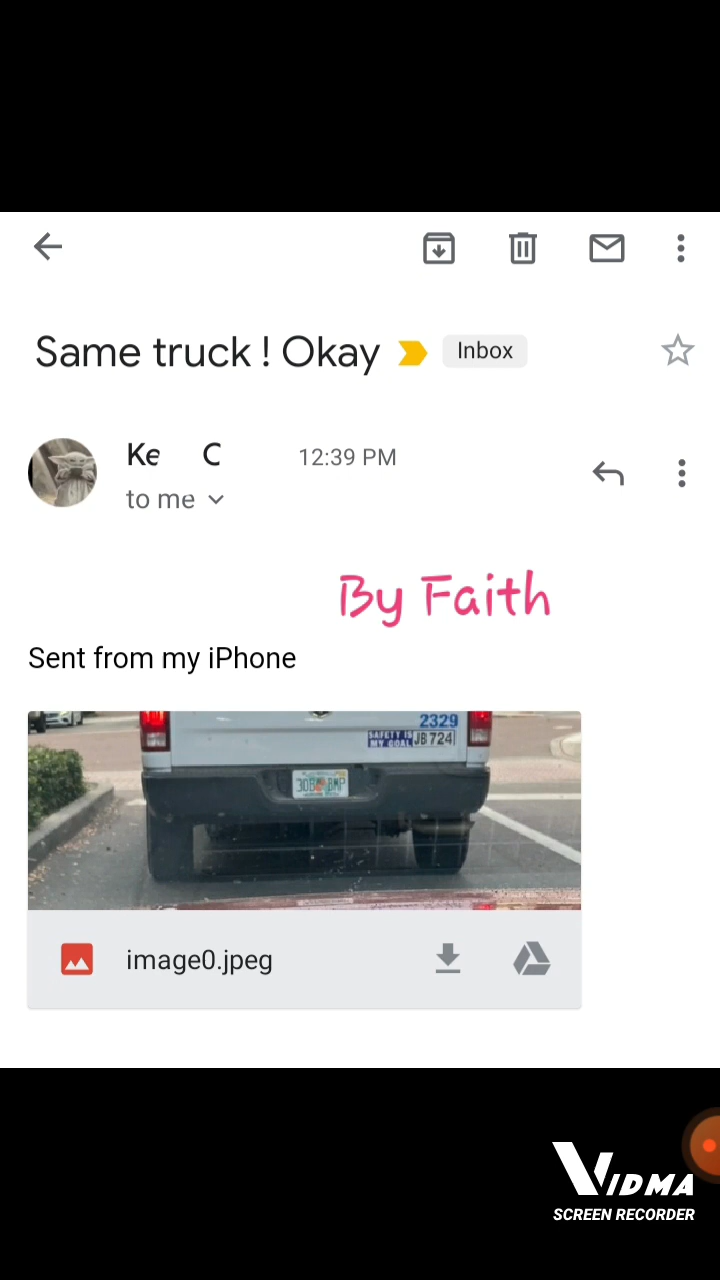 Same truck ! Okay
Inbox
Ke C
12:39 PM
to me
By Faith
Sent from my iPhone
2329
SAFETY IS
MY GOAL
JB 724
image0.jpeg
VIDMA
SCREEN RECORDER